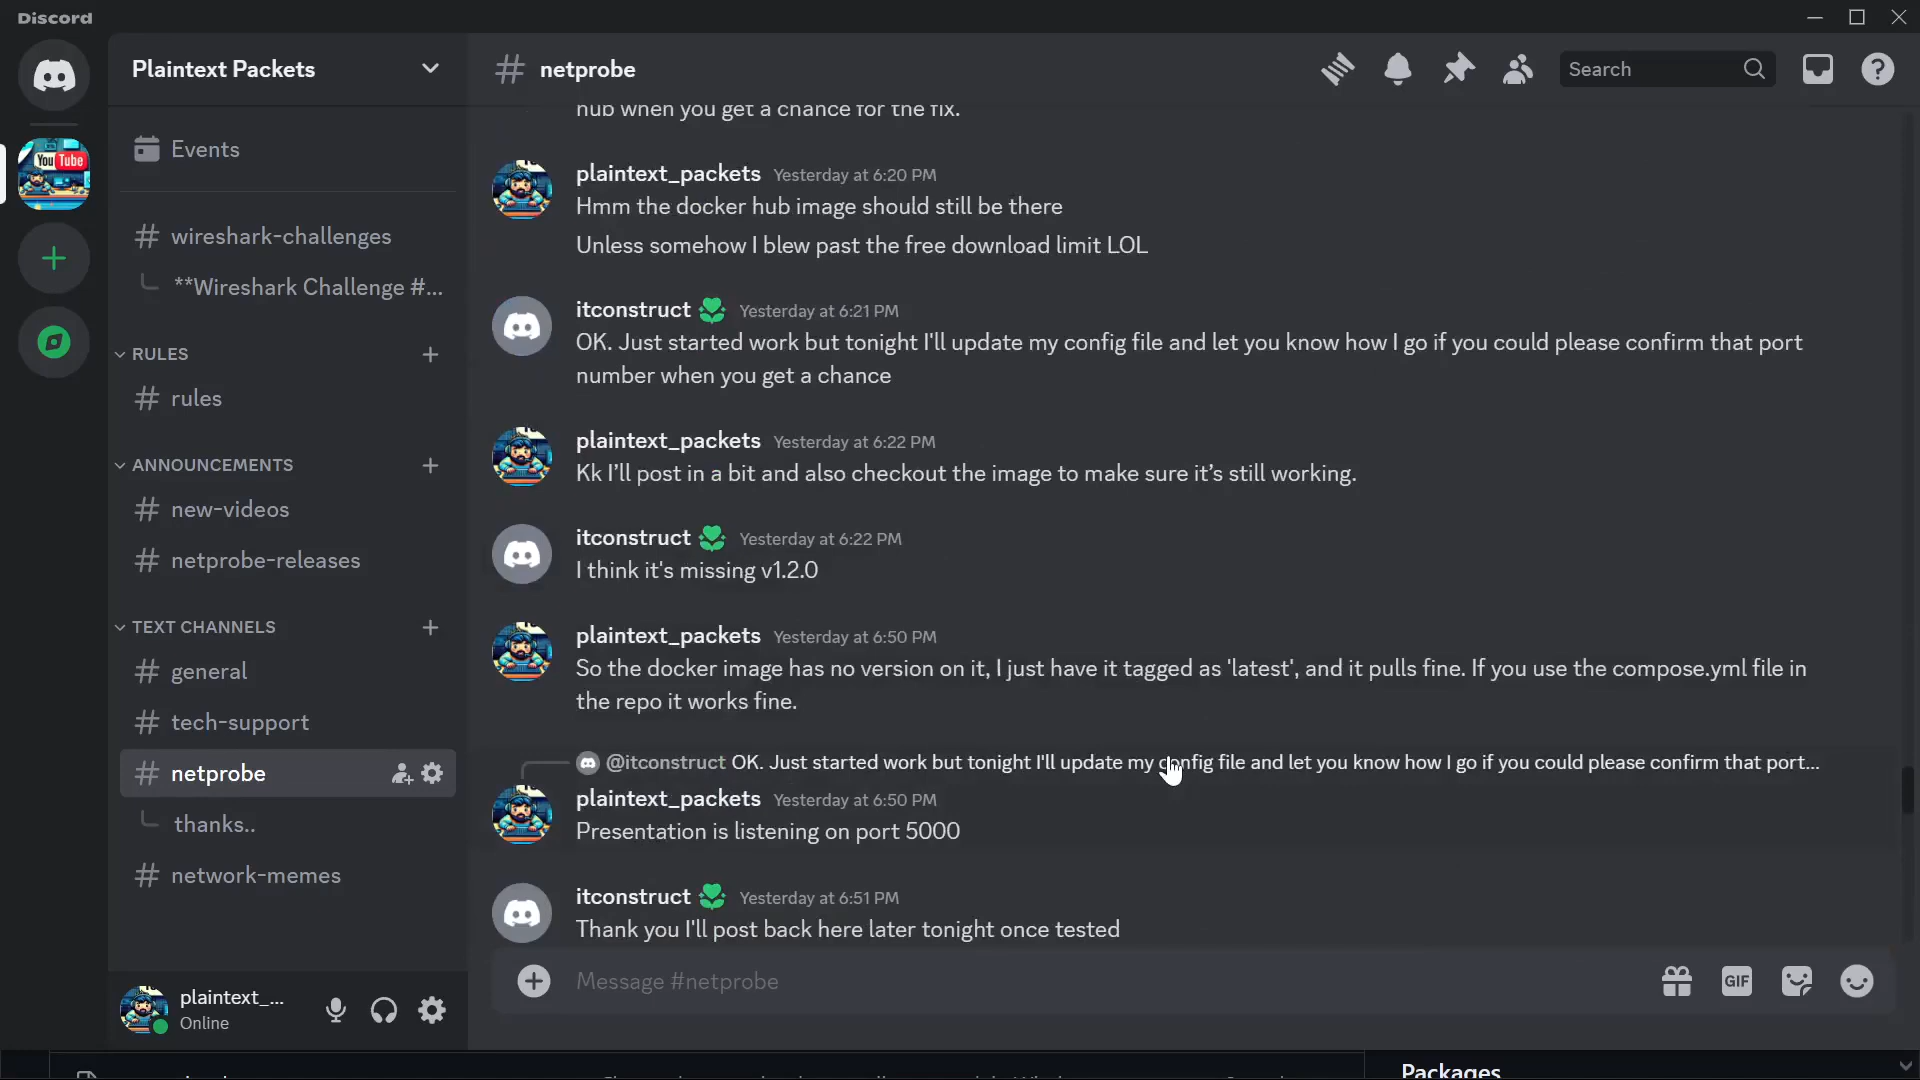 Discord
Plaintext Packets
Events
wireshark-challenges
**Wireshark Challenge #...
RULES
rules
ANNOUNCEMENTS
new-videos
netprobe-releases
TEXT CHANNELS
general
tech-support
netprobe
thanks..
network-memes
plaintext_...
Online
You Tube
netprobe
Search
hub when you get a chance for the fix.
plaintext_packets Yesterday at 6:20 PM
Hmm the docker hub image should still be there
Unless somehow I blew past the free download limit LOL
itconstruct Yesterday at 6:21 PM
OK. Just started work but tonight I'll update my config file and let you know how I go if you could please confirm that port
number when you get a chance
plaintext_packets Yesterday at 6:22 PM
Kk I’ll post in a bit and also checkout the image to make sure it’s still working.
itconstruct Yesterday at 6:22 PM
I think it's missing v1.2.0
plaintext_packets Yesterday at 6:50 PM
So the docker image has no version on it, I just have it tagged as 'latest', and it pulls fine. If you use the compose.yml file in
the repo it works fine.
@itconstruct OK. Just started work but tonight I'll update my config file and let you know how I go if you could please confirm that port...
plaintext_packets Yesterday at 6:50 PM
Presentation is listening on port 5000
itconstruct Yesterday at 6:51 PM
Thank you I'll post back here later tonight once tested
Message #netprobe
GIF
Packages